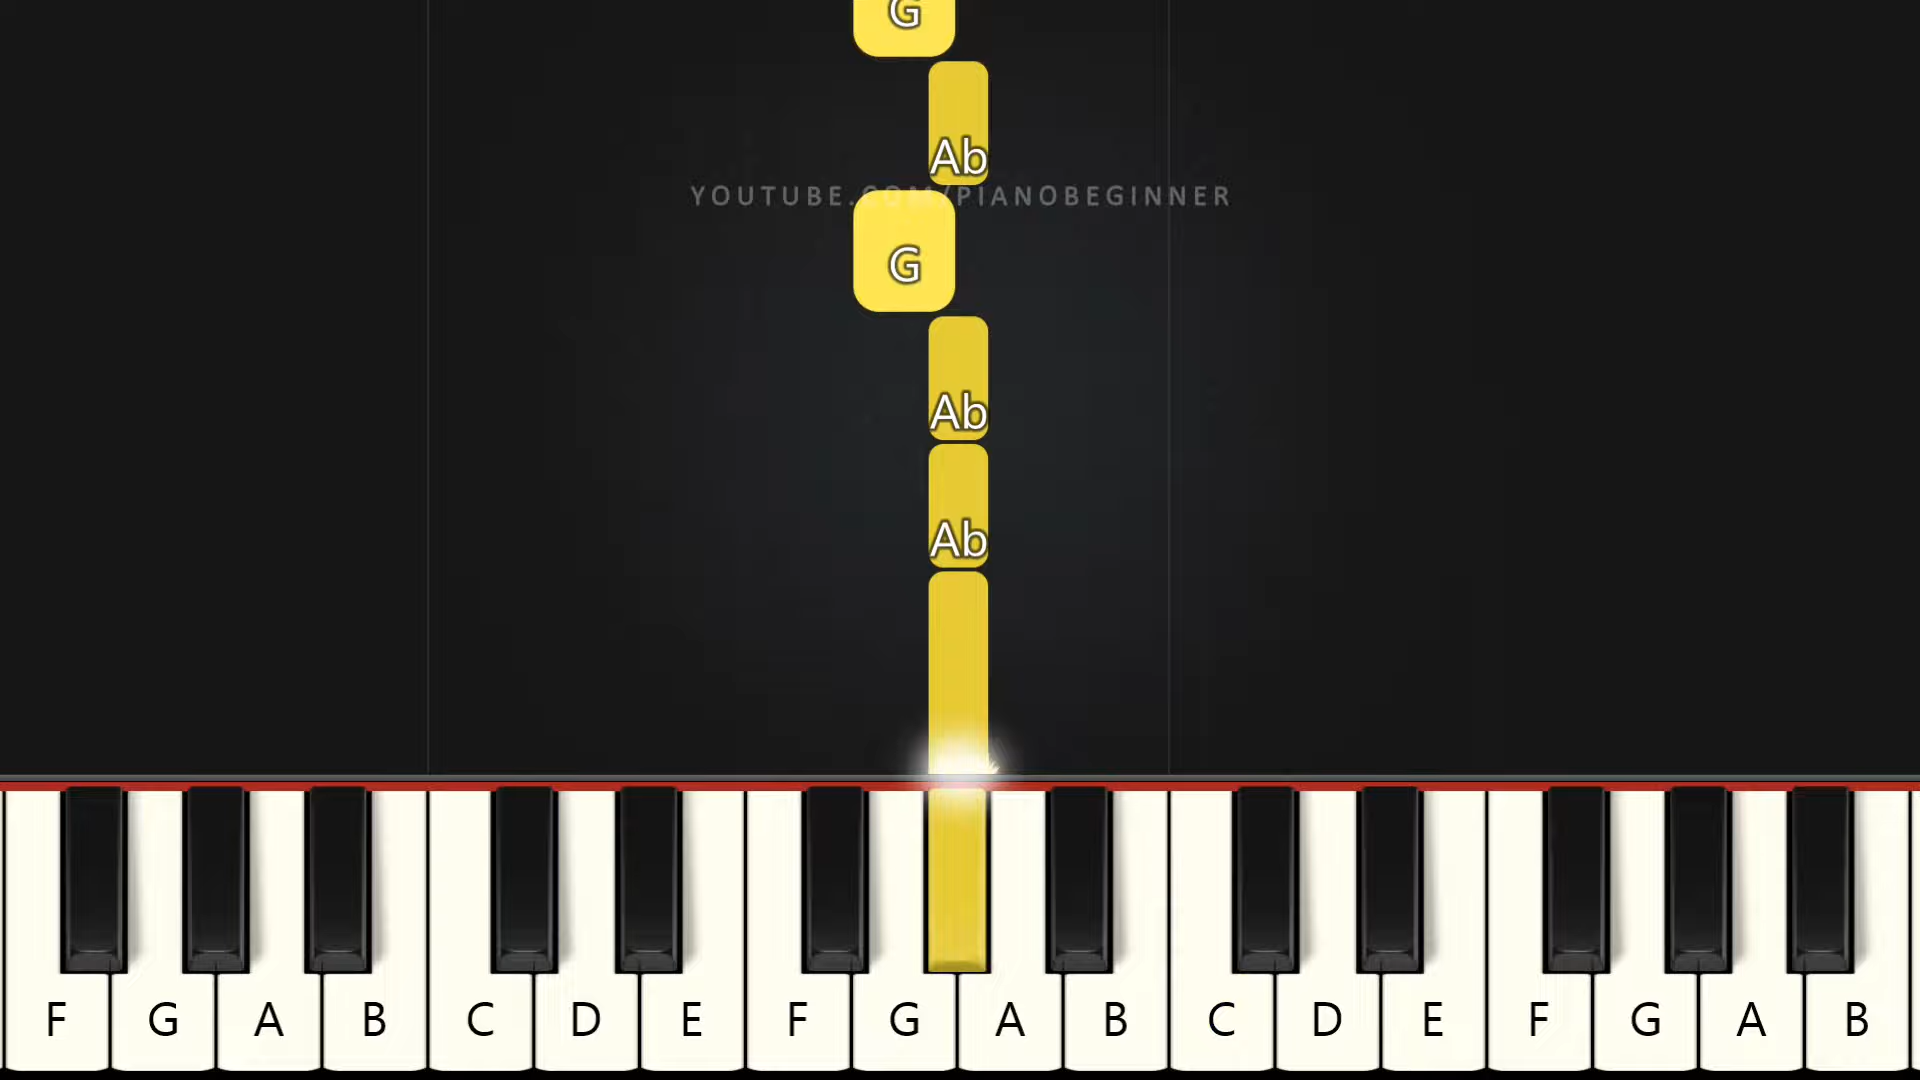 G
Ab
YOUTUBE.COM/PIANOBEGINNER
G
Ab
Ab
F G A B C D E F G A B C D E F G A B